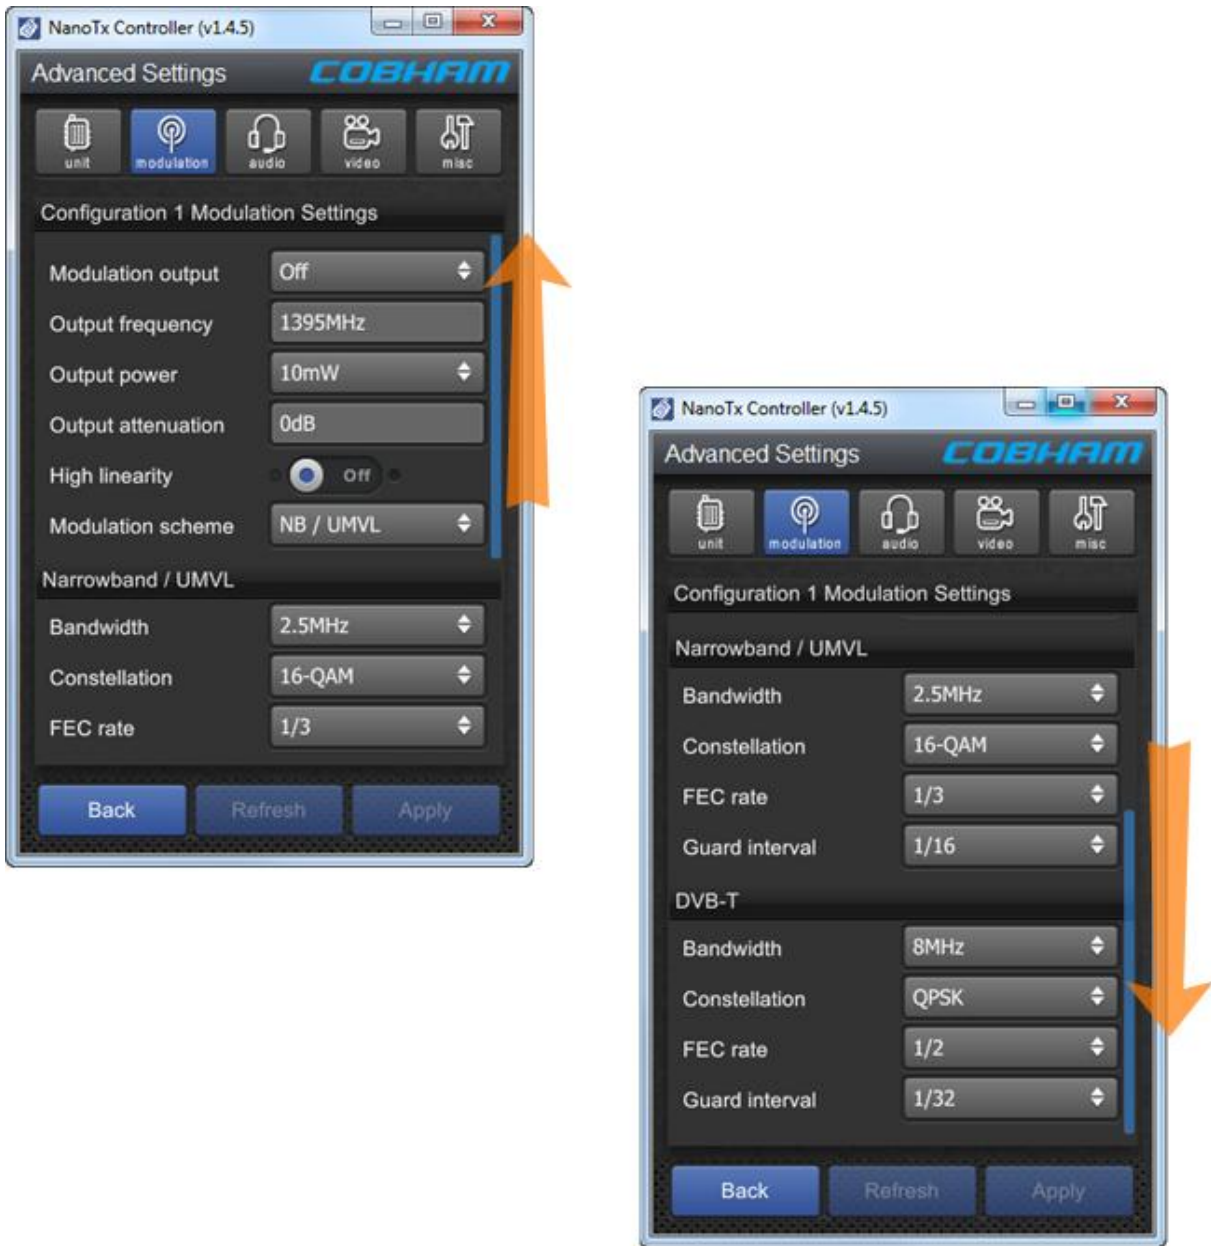 NanoTx Controller (v1.4.5)
Advanced Settings COBHAM
unit modulation audio video misc
Configuration 1 Modulation Settings
Modulation output Off
Output frequency 1395MHz
Output power 10mW
Output attenuation 0dB
High linearity Off
Modulation scheme NB / UMVL
Narrowband / UMVL
Bandwidth 2.5MHz
Constellation 16-QAM
FEC rate 1/3
Back Refresh Apply
NanoTx Controller (v1.4.5)
Advanced Settings COBHAM
unit modulation audio video misc
Configuration 1 Modulation Settings
Narrowband / UMVL
Bandwidth 2.5MHz
Constellation 16-QAM
FEC rate 1/3
Guard interval 1/16
DVB-T
Bandwidth 8MHz
Constellation QPSK
FEC rate 1/2
Guard interval 1/32
Back Refresh Apply